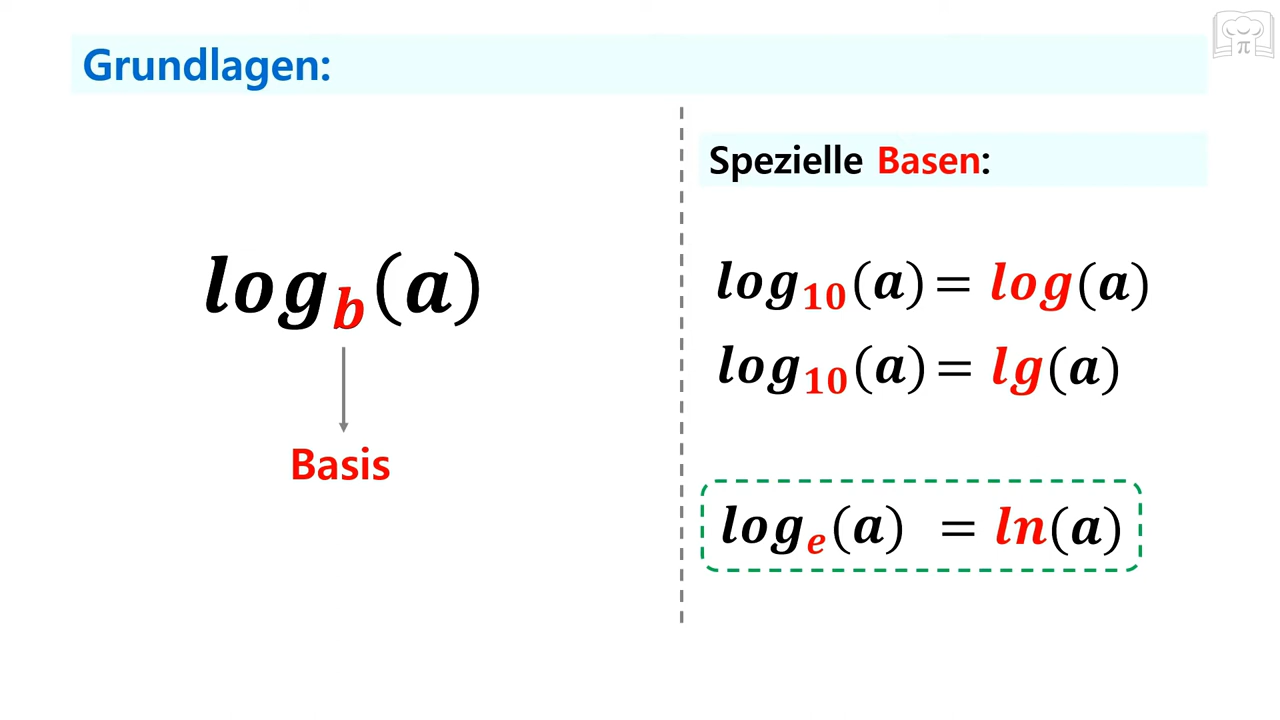 Grundlagen:
log_b(a)
Basis
Spezielle Basen:
log_10(a) = log(a)
log_10(a) = lg(a)
log_e(a) = ln(a)
π